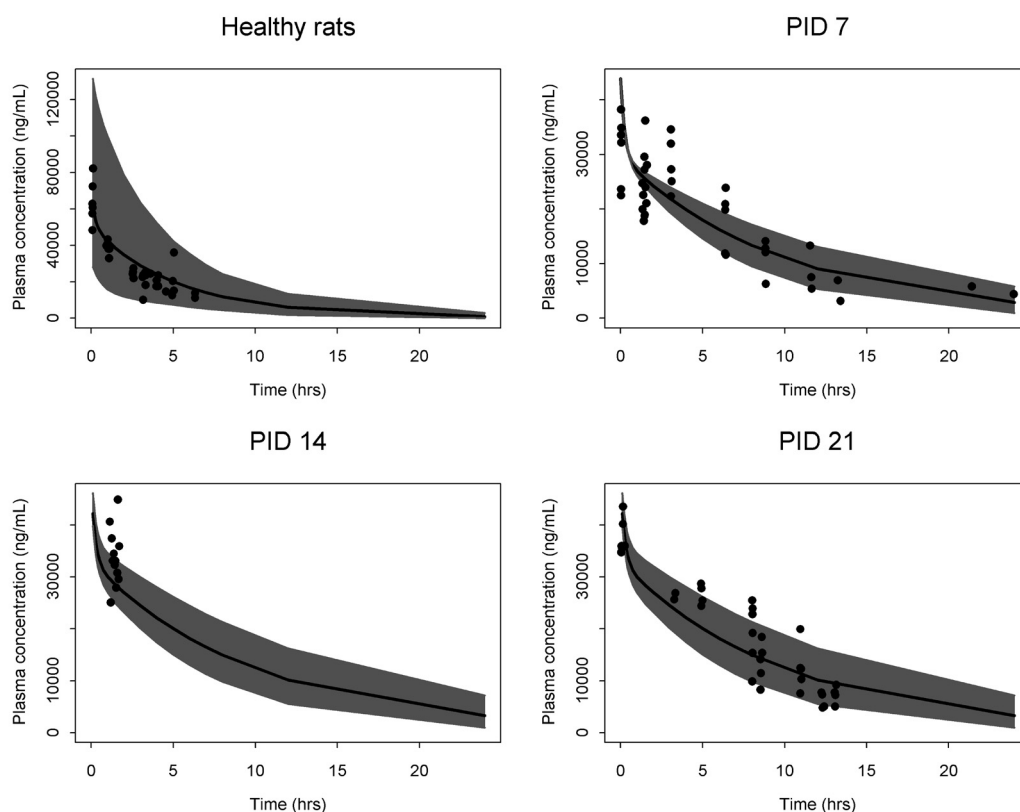 Healthy rats
Plasma concentration (ng/mL)
0 40000 80000 120000
0 5 10 15 20
Time (hrs)
PID 7
Plasma concentration (ng/mL)
0 10000 30000
0 5 10 15 20
Time (hrs)
PID 14
Plasma concentration (ng/mL)
0 10000 30000
0 5 10 15 20
Time (hrs)
PID 21
Plasma concentration (ng/mL)
0 10000 30000
0 5 10 15 20
Time (hrs)